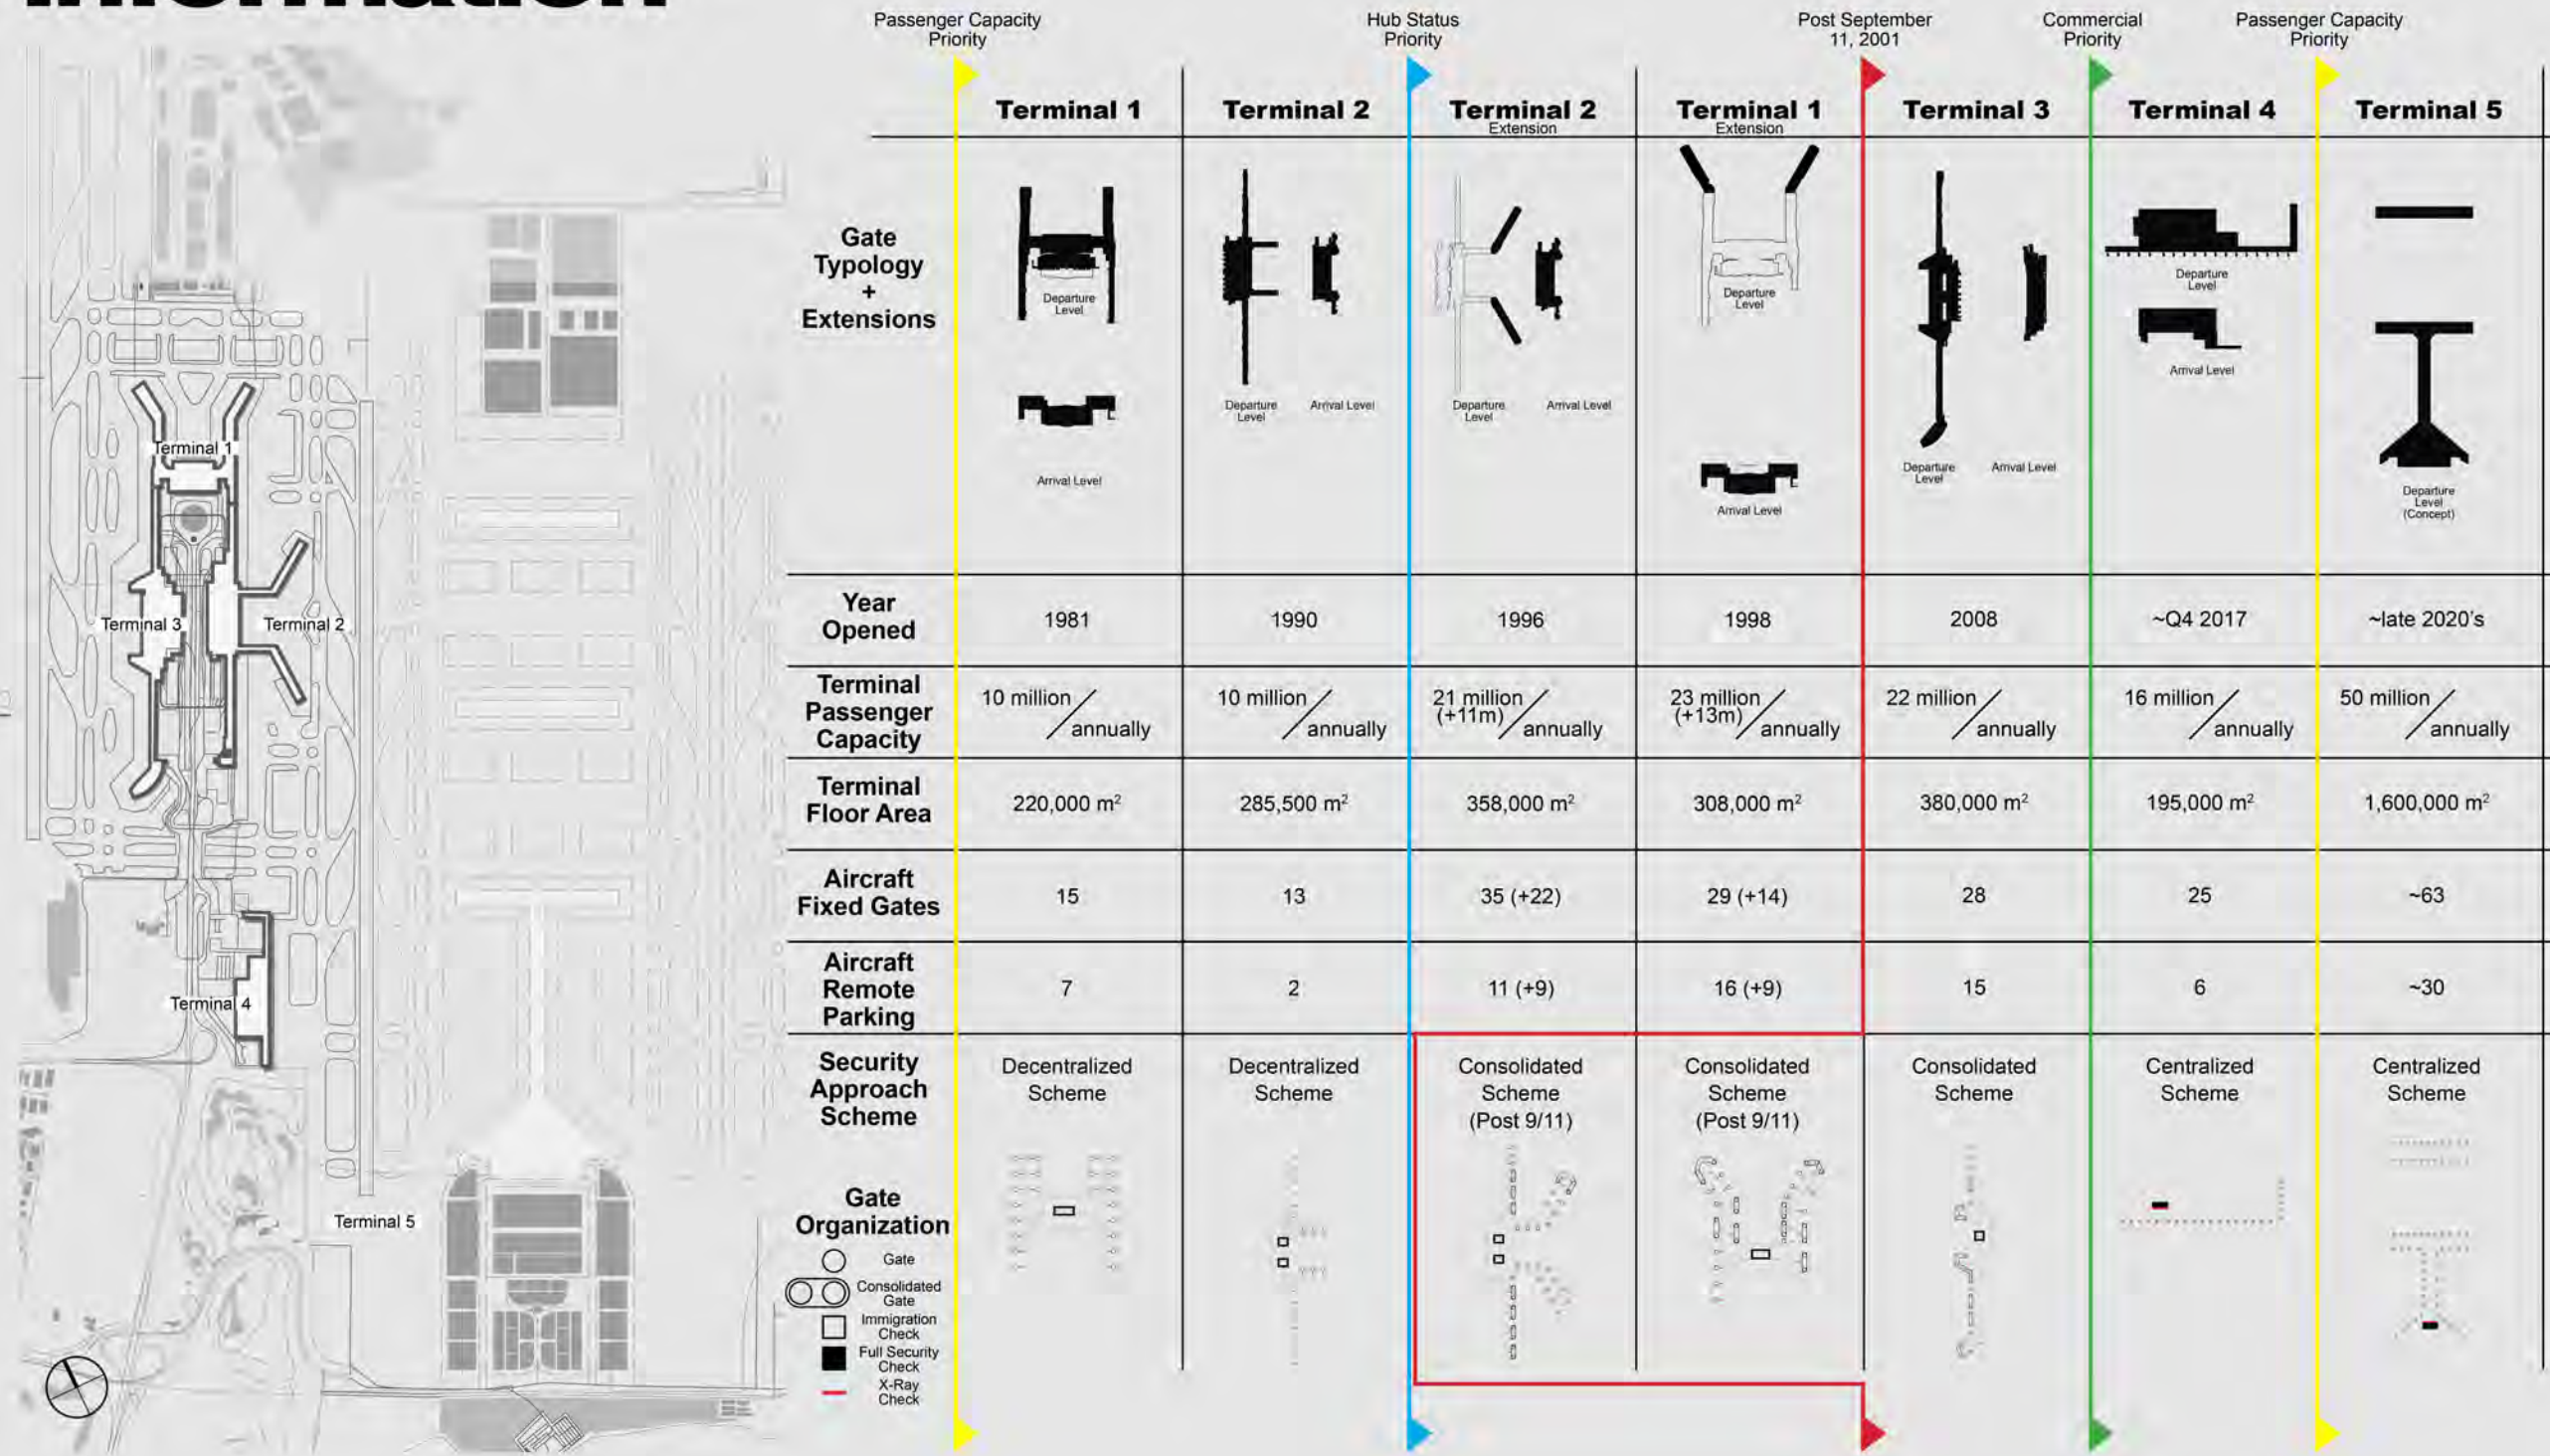 Information
Passenger Capacity
Priority
Hub Status
Priority
Post September
11, 2001
Commercial
Priority
Passenger Capacity
Priority
Terminal 1
Terminal 2
Terminal 2
Extension
Terminal 1
Extension
Terminal 3
Terminal 4
Terminal 5
Gate
Typology
+
Extensions
Departure
Level
Arrival Level
Departure
Level
Arrival Level
Departure
Level
Arrival Level
Departure
Level
Arrival Level
Departure
Level
Arrival Level
Departure
Level
Arrival Level
Departure
Level
(Concept)
Year
Opened
1981
1990
1996
1998
2008
~Q4 2017
~late 2020's
Terminal
Passenger
Capacity
10 million/
annually
10 million/
annually
21 million/
(+11m)
annually
23 million/
(+13m)
annually
22 million/
annually
16 million/
annually
50 million/
annually
Terminal
Floor Area
220,000 m²
285,500 m²
358,000 m²
308,000 m²
380,000 m²
195,000 m²
1,600,000 m²
Aircraft
Fixed Gates
15
13
35 (+22)
29 (+14)
28
25
~63
Aircraft
Remote
Parking
7
2
11 (+9)
16 (+9)
15
6
~30
Security
Approach
Scheme
Decentralized
Scheme
Decentralized
Scheme
Consolidated
Scheme
(Post 9/11)
Consolidated
Scheme
(Post 9/11)
Consolidated
Scheme
Centralized
Scheme
Centralized
Scheme
Gate
Organization
Gate
Consolidated
Gate
Immigration
Check
Full Security
Check
X-Ray
Check
Terminal 1
Terminal 3
Terminal 2
Terminal 4
Terminal 5